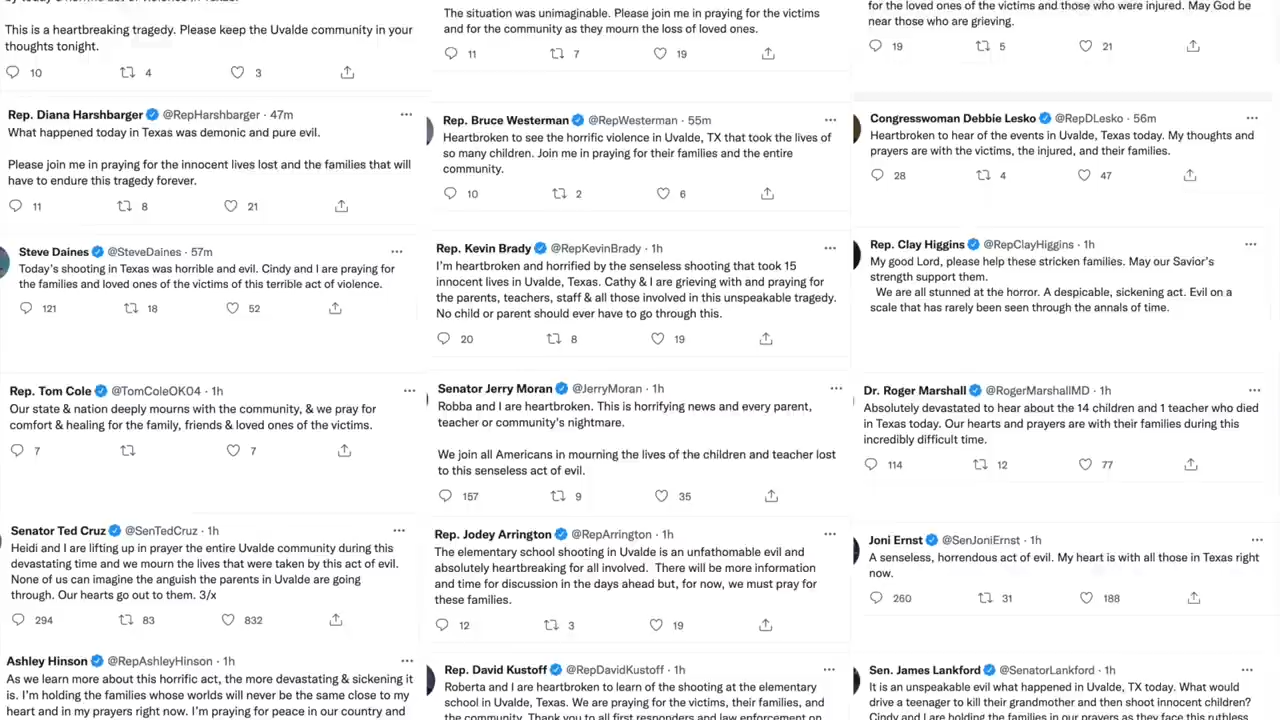 This is a heartbreaking tragedy. Please keep the Uvalde community in your
thoughts tonight.
10 4 3
Rep. Diana Harshbarger @RepHarshbarger · 47m
What happened today in Texas was demonic and pure evil.
Please join me in praying for the innocent lives lost and the families that will
have to endure this tragedy forever.
11 8 21
Steve Daines @SteveDaines · 57m
Today's shooting in Texas was horrible and evil. Cindy and I are praying for
the families and loved ones of the victims of this terrible act of violence.
121 18 52
Rep. Tom Cole @TomColeOK04 · 1h
Our state & nation deeply mourns with the community, & we pray for
comfort & healing for the family, friends & loved ones of the victims.
7 7
Senator Ted Cruz @SenTedCruz · 1h
Heidi and I are lifting up in prayer the entire Uvalde community during this
devastating time and we mourn the lives that were taken by this act of evil.
None of us can imagine the anguish the parents in Uvalde are going
through. Our hearts go out to them. 3/x
294 83 832
Ashley Hinson @RepAshleyHinson · 1h
As we learn more about this horrific act, the more devastating & sickening it
is. I'm holding the families whose worlds will never be the same close to my
heart and in my prayers right now. I'm praying for peace in our country and
The situation was unimaginable. Please join me in praying for the victims
and for the community as they mourn the loss of loved ones.
11 7 19
Rep. Bruce Westerman @RepWesterman · 55m
Heartbroken to see the horrific violence in Uvalde, TX that took the lives of
so many children. Join me in praying for their families and the entire
community.
10 2 6
Rep. Kevin Brady @RepKevinBrady · 1h
I'm heartbroken and horrified by the senseless shooting that took 15
innocent lives in Uvalde, Texas. Cathy & I are grieving with and praying for
the parents, teachers, staff & all those involved in this unspeakable tragedy.
No child or parent should ever have to go through this.
20 8 19
Senator Jerry Moran @JerryMoran · 1h
Robba and I are heartbroken. This is horrifying news and every parent,
teacher or community's nightmare.
We join all Americans in mourning the lives of the children and teacher lost
to this senseless act of evil.
157 9 35
Rep. Jodey Arrington @RepArrington · 1h
The elementary school shooting in Uvalde is an unfathomable evil and
absolutely heartbreaking for all involved. There will be more information
and time for discussion in the days ahead but, for now, we must pray for
these families.
12 3 19
Rep. David Kustoff @RepDavidKustoff · 1h
Roberta and I are heartbroken to learn of the shooting at the elementary
school in Uvalde, Texas. We are praying for the victims, their families, and
the community. Thank you to all first responders and law enforcement on
for the loved ones of the victims and those who were injured. May God be
near those who are grieving.
19 5 21
Congresswoman Debbie Lesko @RepDLesko · 56m
Heartbroken to hear of the events in Uvalde, Texas today. My thoughts and
prayers are with the victims, the injured, and their families.
28 4 47
Rep. Clay Higgins @RepClayHiggins · 1h
My good Lord, please help these stricken families. May our Savior's
strength support them.
We are all stunned at the horror. A despicable, sickening act. Evil on a
scale that has rarely been seen through the annals of time.
Dr. Roger Marshall @RogerMarshallMD · 1h
Absolutely devastated to hear about the 14 children and 1 teacher who died
in Texas today. Our hearts and prayers are with their families during this
incredibly difficult time.
114 12 77
Joni Ernst @SenJoniErnst · 1h
A senseless, horrendous act of evil. My heart is with all those in Texas right
now.
260 31 188
Sen. James Lankford @SenatorLankford · 1h
It is an unspeakable evil what happened in Uvalde, TX today. What would
drive a teenager to kill their grandmother and then shoot innocent children?
Cindy and I are holding the families in our prayers as they face this ruthless